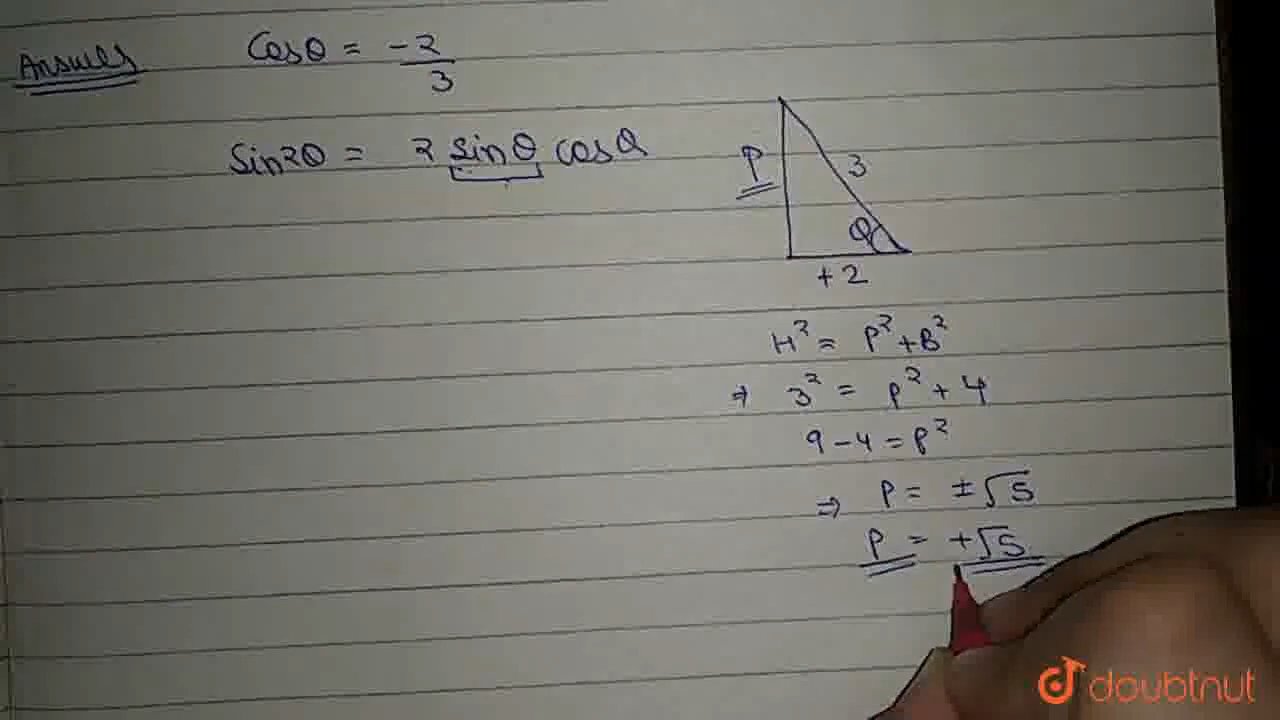 Answer Cosθ = -2/3
Sin2θ = 2 sinθ cosθ
P 3
θ
+2
H² = P² + B²
⇒ 3² = P² + 4
9 - 4 = P²
⇒ P = ±√5
P = +√5
doubtnut